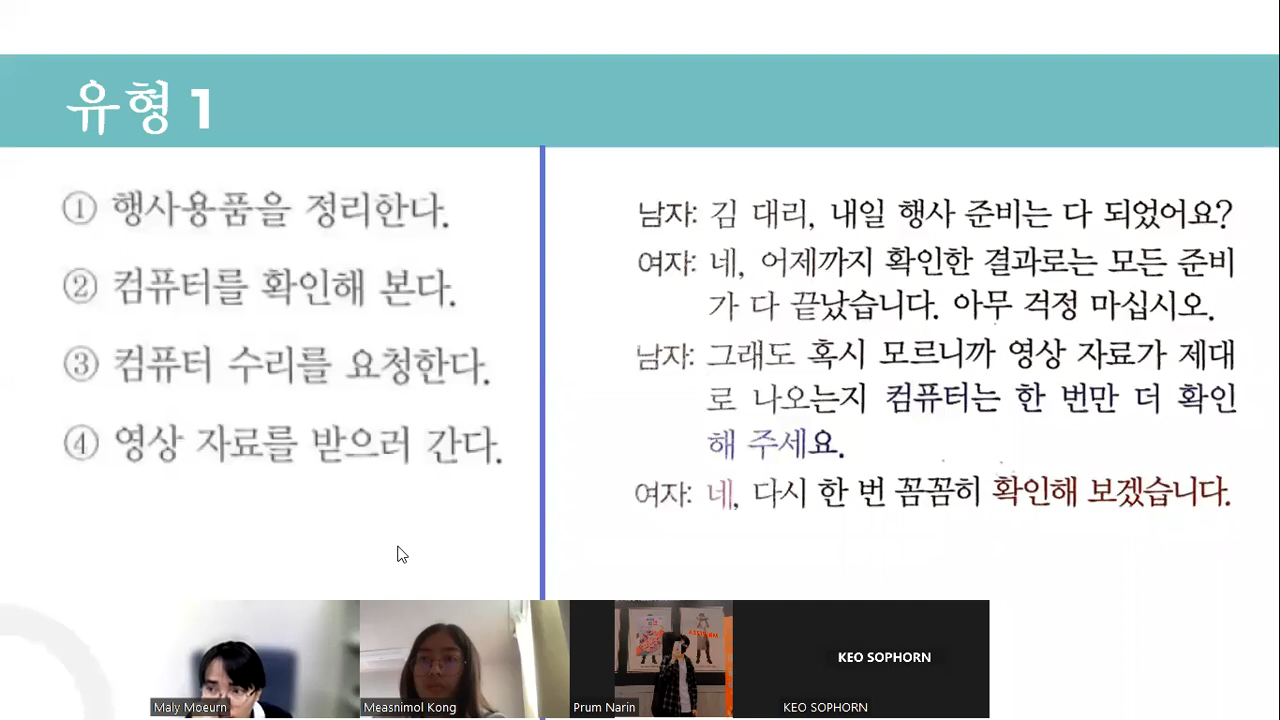 유형 1
① 행사용품을 정리한다.
② 컴퓨터를 확인해 본다.
③ 컴퓨터 수리를 요청한다.
④ 영상 자료를 받으러 간다.
남자: 김 대리, 내일 행사 준비는 다 되었어요?
여자: 네, 어제까지 확인한 결과로는 모든 준비
가 다 끝났습니다. 아무 걱정 마십시오.
남자: 그래도 혹시 모르니까 영상 자료가 제대
로 나오는지 컴퓨터는 한 번만 더 확인
해 주세요.
여자: 네, 다시 한 번 꼼꼼히 확인해 보겠습니다.
KEO SOPHORN
Maly Moeurn
Measnimol Kong
Prum Narin
KEO SOPHORN